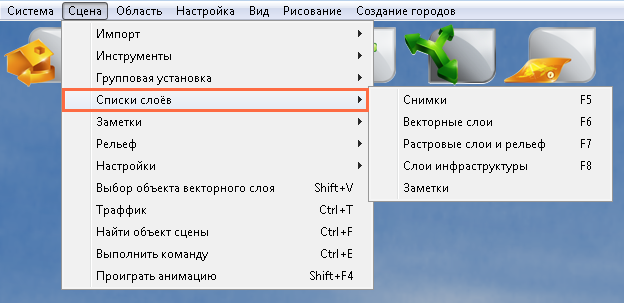 Система Сцена Область Настройка Вид Рисование Создание городов
Импорт
Инструменты
Групповая установка
Списки слоёв
Заметки
Рельеф
Настройки
Выбор объекта векторного слоя Shift+V
Траффик Ctrl+T
Найти объект сцены Ctrl+F
Выполнить команду Ctrl+E
Проиграть анимацию Shift+F4
Снимки F5
Векторные слои F6
Растровые слои и рельеф F7
Слои инфраструктуры F8
Заметки